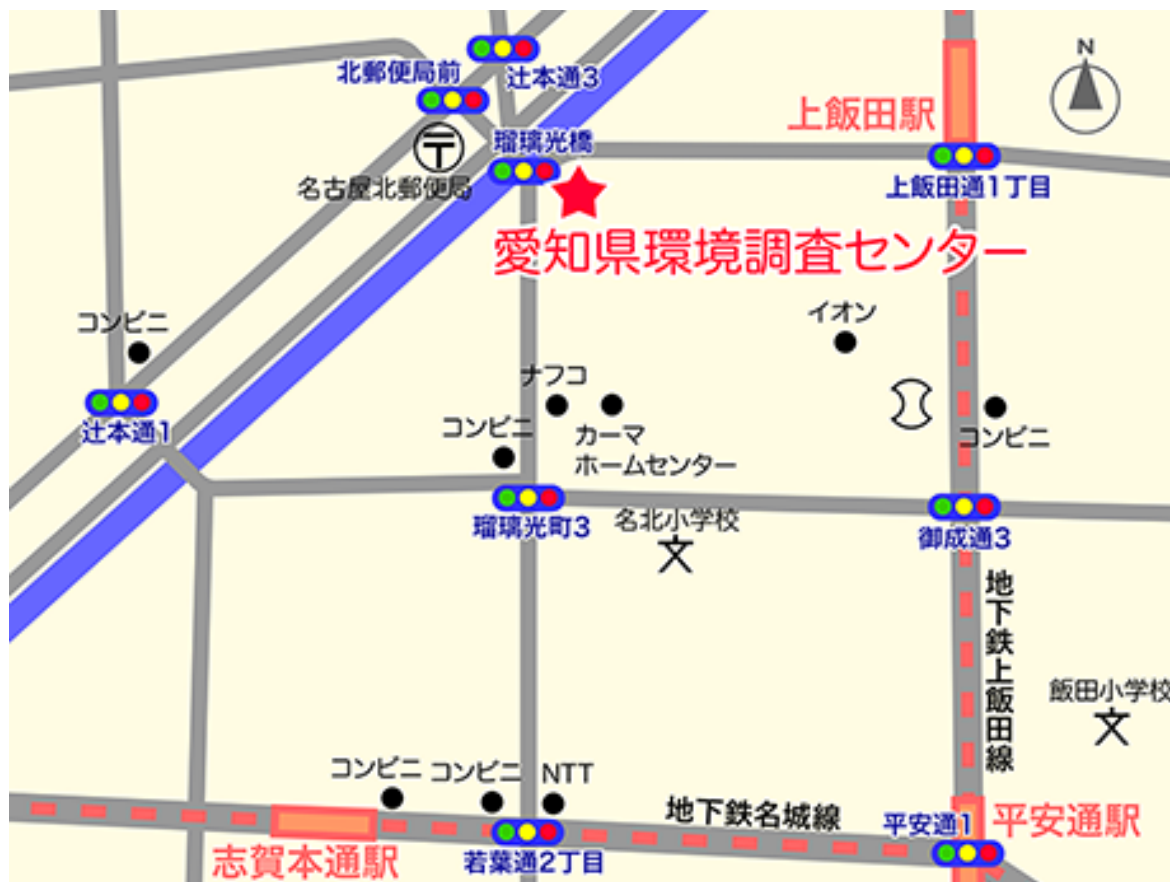 N
北郵便局前
辻本通3
上飯田駅
瑠璃光橋
名古屋北郵便局
上飯田通1丁目
愛知県環境調査センター
コンビニ
イオン
ナフコ
辻本通1
コンビニ
カーマ
ホームセンター
コンビニ
瑠璃光町3
名北小学校
御成通3
地下鉄上飯田線
飯田小学校
コンビニ
コンビニ
NTT
地下鉄名城線
平安通1
平安通駅
志賀本通駅
若葉通2丁目